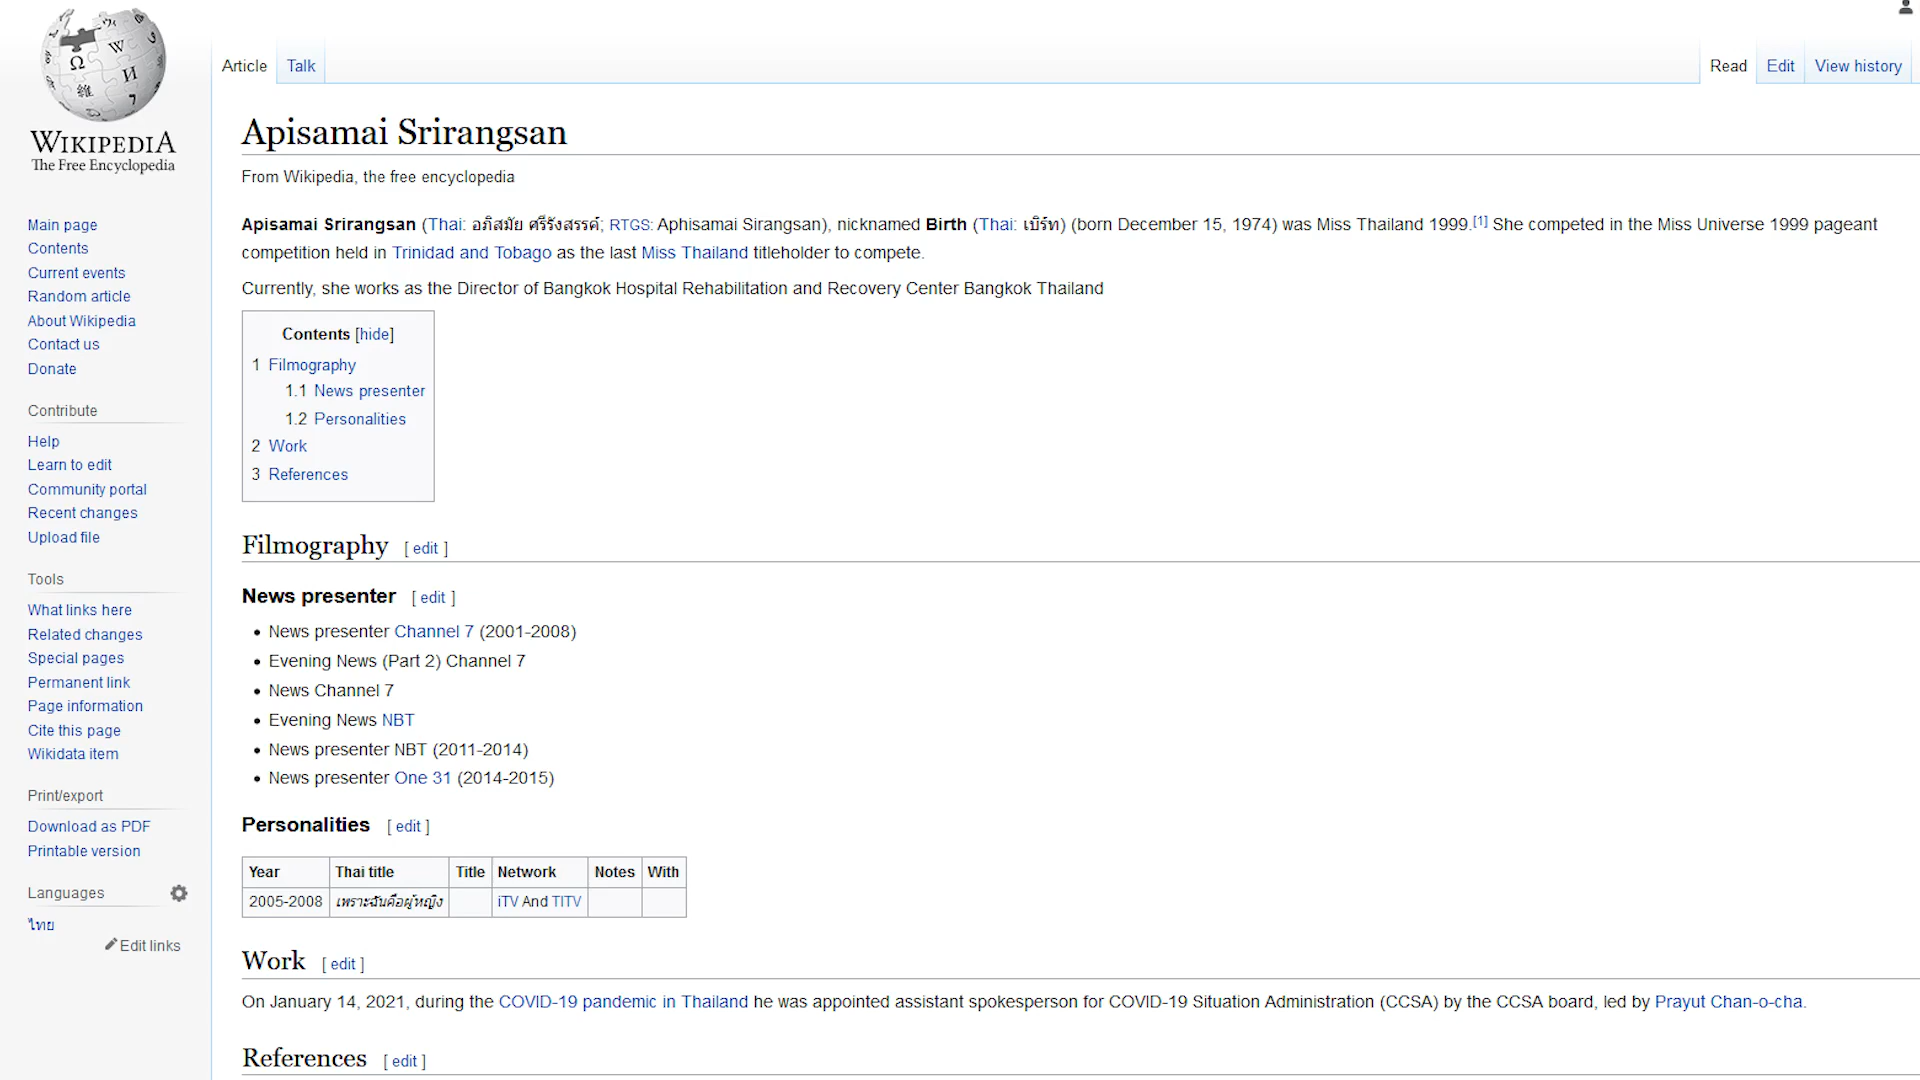 WIKIPEDIA
The Free Encyclopedia
Main page
Contents
Current events
Random article
About Wikipedia
Contact us
Donate
Contribute
Help
Learn to edit
Community portal
Recent changes
Upload file
Tools
What links here
Related changes
Special pages
Permanent link
Page information
Cite this page
Wikidata item
Print/export
Download as PDF
Printable version
Languages
ไทย
Edit links
Article Talk
Read Edit View history
Apisamai Srirangsan
From Wikipedia, the free encyclopedia
Apisamai Srirangsan (Thai: อภิสมัย ศรีรังสรรค์; RTGS: Aphisamai Sirangsan), nicknamed Birth (Thai: เบิร์ท) (born December 15, 1974) was Miss Thailand 1999.[1] She competed in the Miss Universe 1999 pageant
competition held in Trinidad and Tobago as the last Miss Thailand titleholder to compete.
Currently, she works as the Director of Bangkok Hospital Rehabilitation and Recovery Center Bangkok Thailand
Contents [hide]
1 Filmography
1.1 News presenter
1.2 Personalities
2 Work
3 References
Filmography [ edit ]
News presenter [ edit ]
• News presenter Channel 7 (2001-2008)
• Evening News (Part 2) Channel 7
• News Channel 7
• Evening News NBT
• News presenter NBT (2011-2014)
• News presenter One 31 (2014-2015)
Personalities [ edit ]
Year Thai title Title Network Notes With
2005-2008 เพราะฉันคือผู้หญิง iTV And TITV
Work [ edit ]
On January 14, 2021, during the COVID-19 pandemic in Thailand he was appointed assistant spokesperson for COVID-19 Situation Administration (CCSA) by the CCSA board, led by Prayut Chan-o-cha.
References [ edit ]